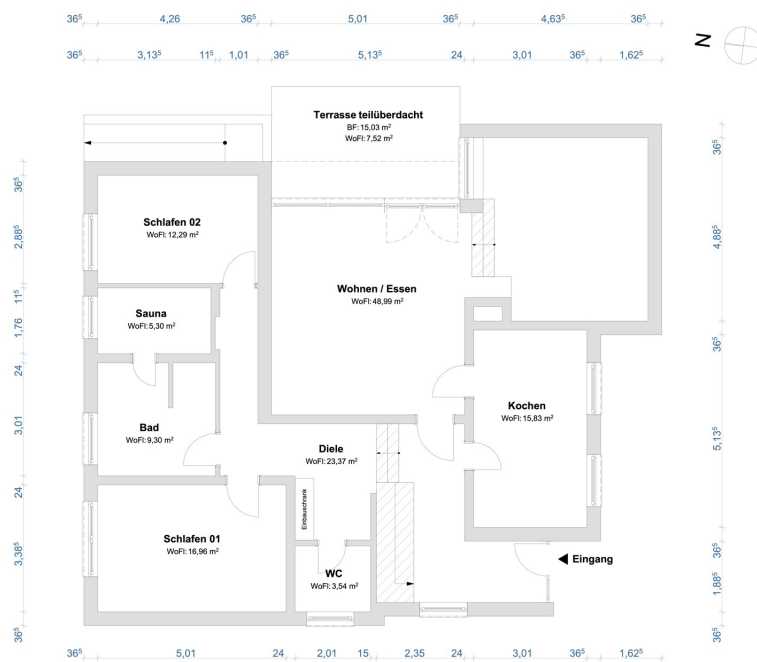 36⁵ 4,26 36⁵ 5,01 36⁵ 4,63⁵ 36⁵
36⁵ 3,13⁵ 11⁵ 1,01 36⁵ 5,13⁵ 24 3,01 36⁵ 1,62⁵
N
Terrasse teilüberdacht
BF: 15,03 m²
WoFl: 7,52 m²
36⁵ 2,88⁵ 11⁵ 1,76 24 3,01 24 3,38⁵ 36⁵
Schlafen 02
WoFl: 12,29 m²
Sauna
WoFl: 5,30 m²
Wohnen / Essen
WoFl: 48,99 m²
Kochen
WoFl: 15,83 m²
Bad
WoFl: 9,30 m²
Diele
WoFl: 23,37 m²
Einbauschrank
Schlafen 01
WoFl: 16,96 m²
WC
WoFl: 3,54 m²
Eingang
36⁵ 4,88⁵ 36⁵ 5,13⁵ 36⁵ 1,88⁵ 36⁵
36⁵ 5,01 24 2,01 15 2,35 24 3,01 36⁵ 1,62⁵